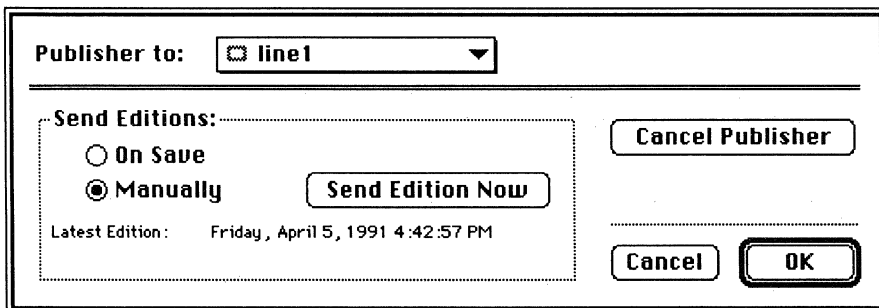 Publisher to: line1
Send Editions:
On Save
Manually
Send Edition Now
Latest Edition: Friday, April 5, 1991 4:42:57 PM
Cancel Publisher
Cancel
OK